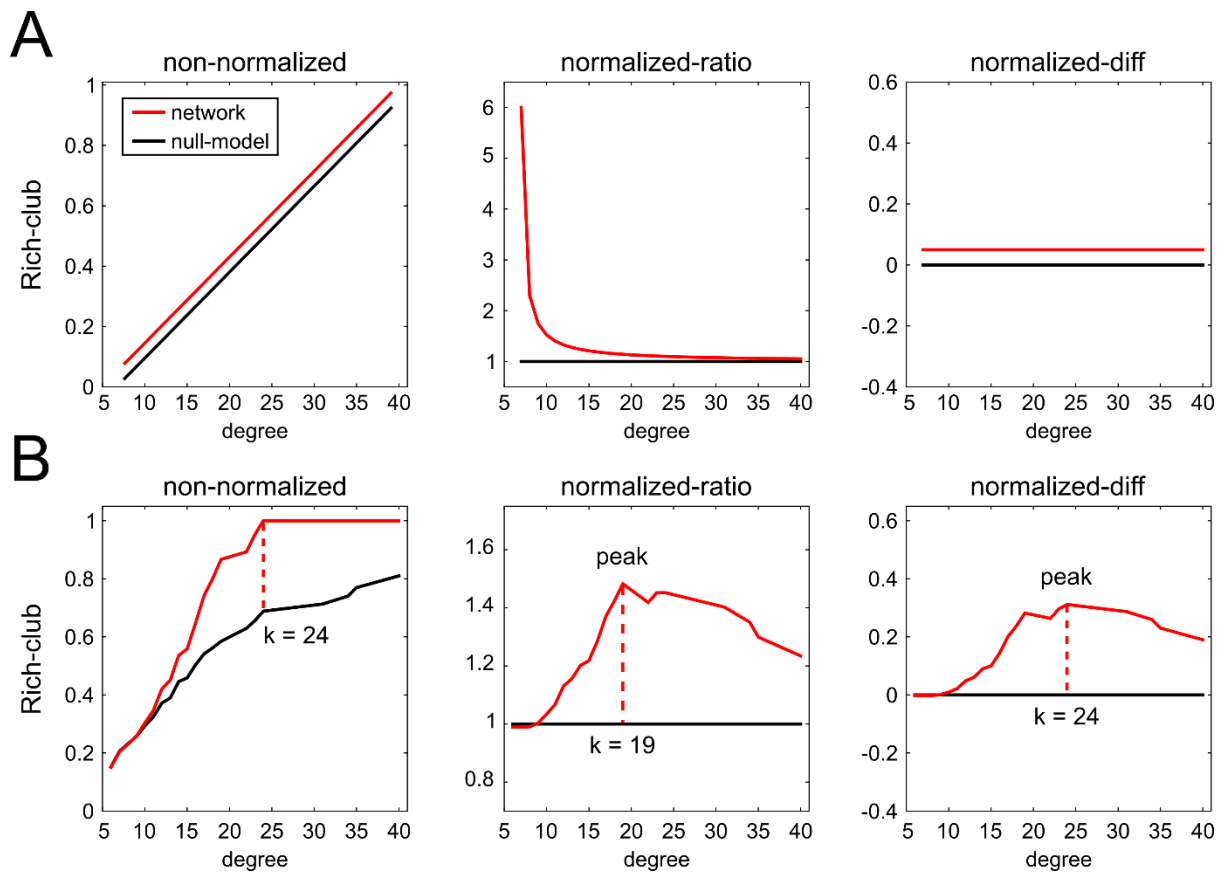 A
non-normalized
normalized-ratio
normalized-diff
Rich-club
network
null-model
1
0.8
0.6
0.4
0.2
0
5 10 15 20 25 30 35 40
degree
6
5
4
3
2
1
5 10 15 20 25 30 35 40
degree
0.6
0.4
0.2
0
-0.2
-0.4
5 10 15 20 25 30 35 40
degree
B
non-normalized
normalized-ratio
normalized-diff
Rich-club
1
0.8
0.6
0.4
0.2
0
k = 24
5 10 15 20 25 30 35 40
degree
1.6
1.4
1.2
1
0.8
peak
k = 19
5 10 15 20 25 30 35 40
degree
0.6
0.4
0.2
0
-0.2
-0.4
peak
k = 24
5 10 15 20 25 30 35 40
degree